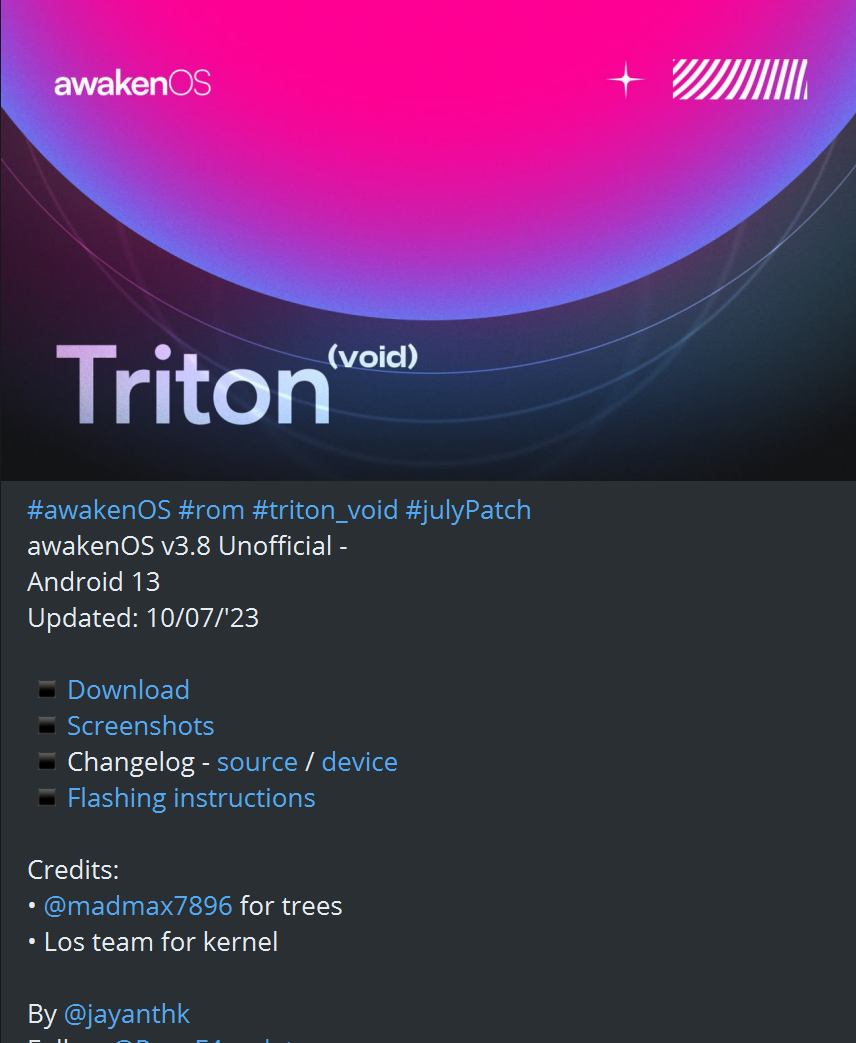 awakenOS
Triton(void)
#awakenOS #rom #triton_void #julyPatch
awakenOS v3.8 Unofficial -
Android 13
Updated: 10/07/'23
Download
Screenshots
Changelog - source / device
Flashing instructions
Credits:
• @madmax7896 for trees
• Los team for kernel
By @jayanthk